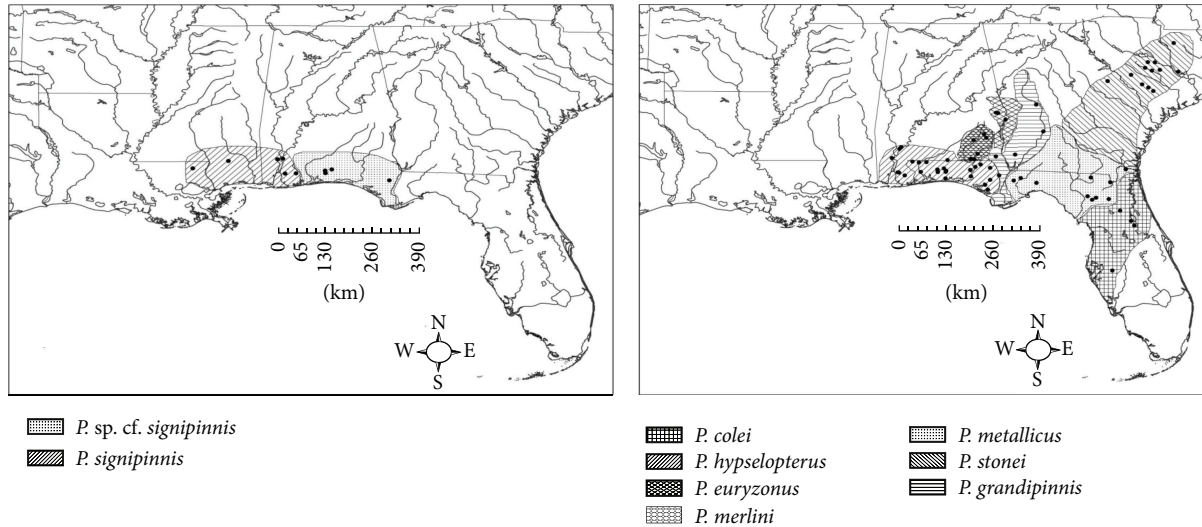 0
65
130
260
390
(km)
N
W E
S
P. sp. cf. signipinnis
P. signipinnis
0
65
130
260
390
(km)
N
W E
S
P. colei
P. hypselopterus
P. euryzonus
P. merlini
P. metallicus
P. stonei
P. grandipinnis